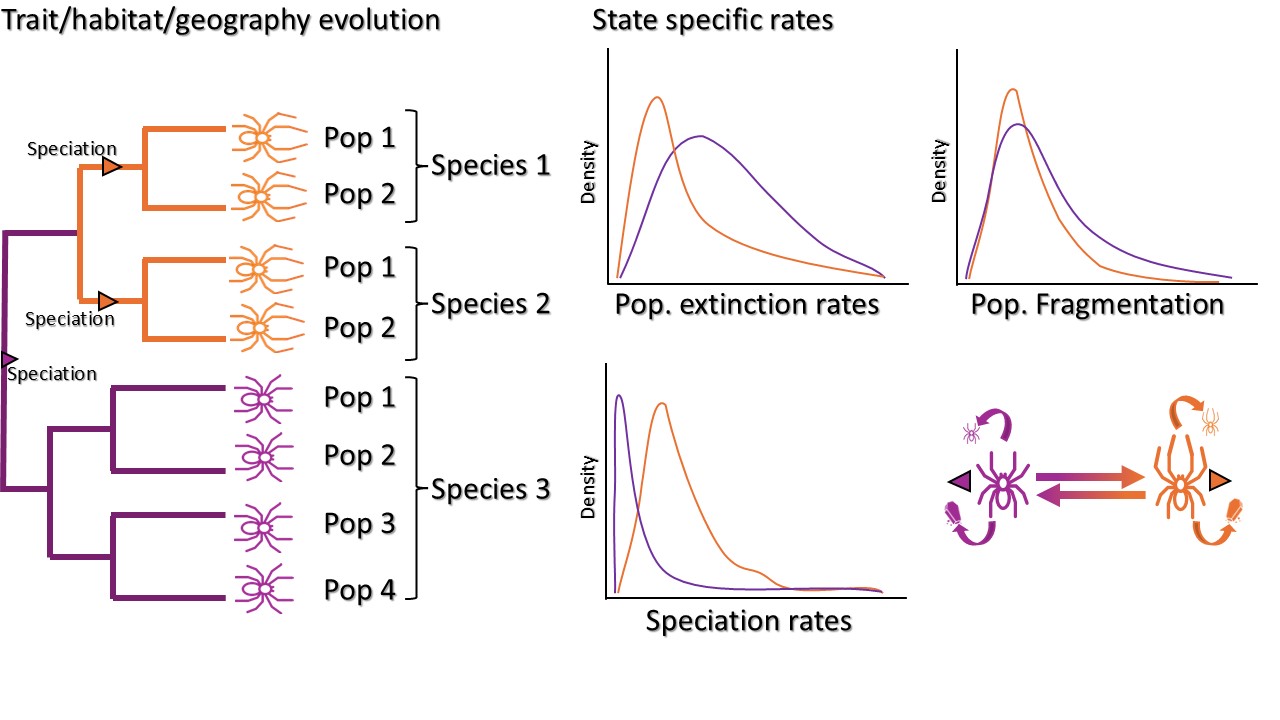 Trait/habitat/geography evolution
Speciation
Pop 1
Pop 2
Species 1
Pop 1
Pop 2
Species 2
Speciation
Speciation
Pop 1
Pop 2
Pop 3
Pop 4
Species 3
State specific rates
Density
Pop. extinction rates
Density
Pop. Fragmentation
Density
Speciation rates